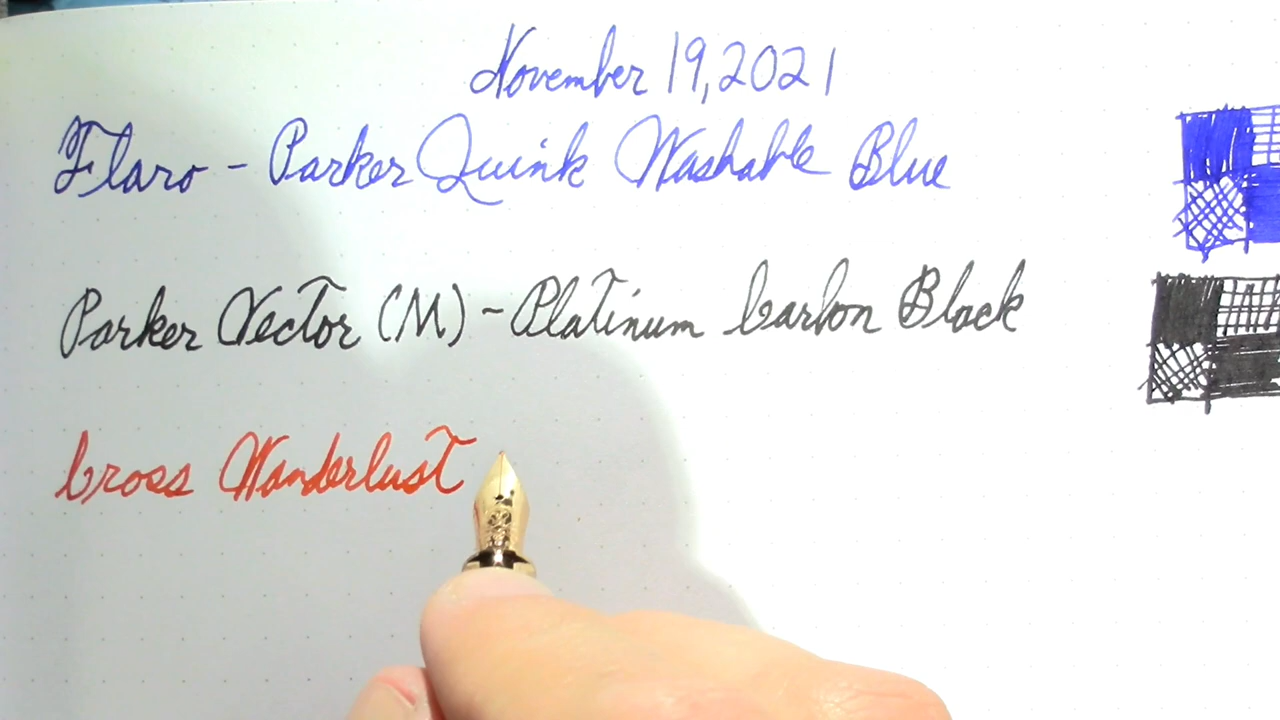 November 19, 2021
Flaro - Parker Quink Washable Blue
Parker Vector (M) - Platinum Carbon Black
Cross Wanderlust